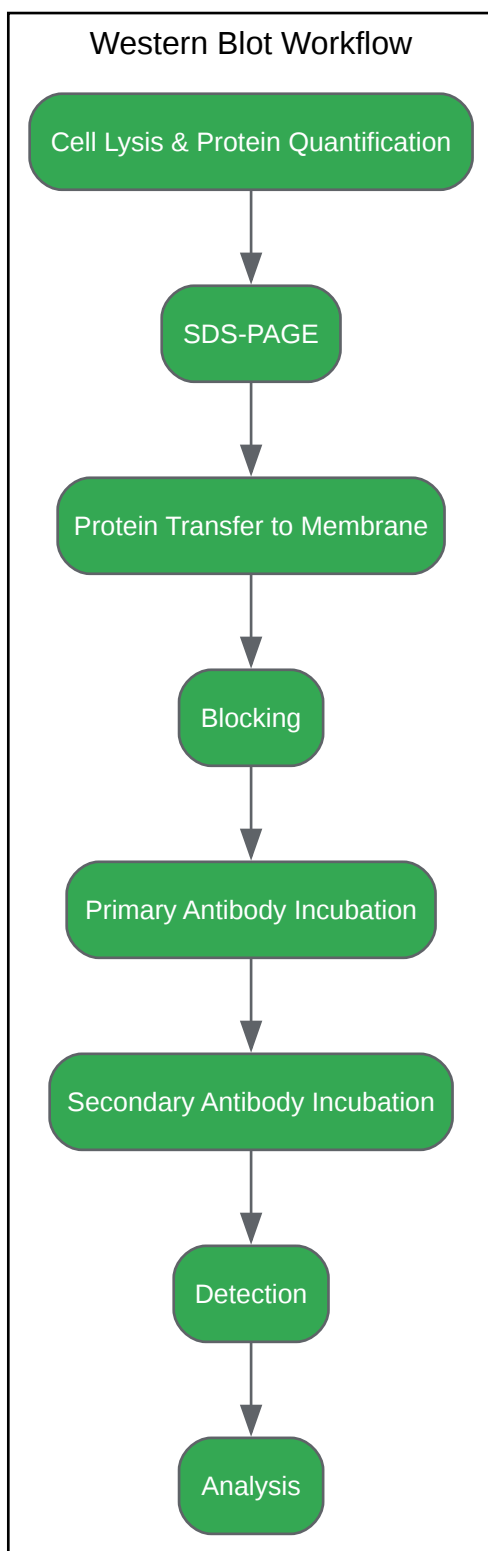 Western Blot Workflow
Cell Lysis & Protein Quantification
SDS-PAGE
Protein Transfer to Membrane
Blocking
Primary Antibody Incubation
Secondary Antibody Incubation
Detection
Analysis